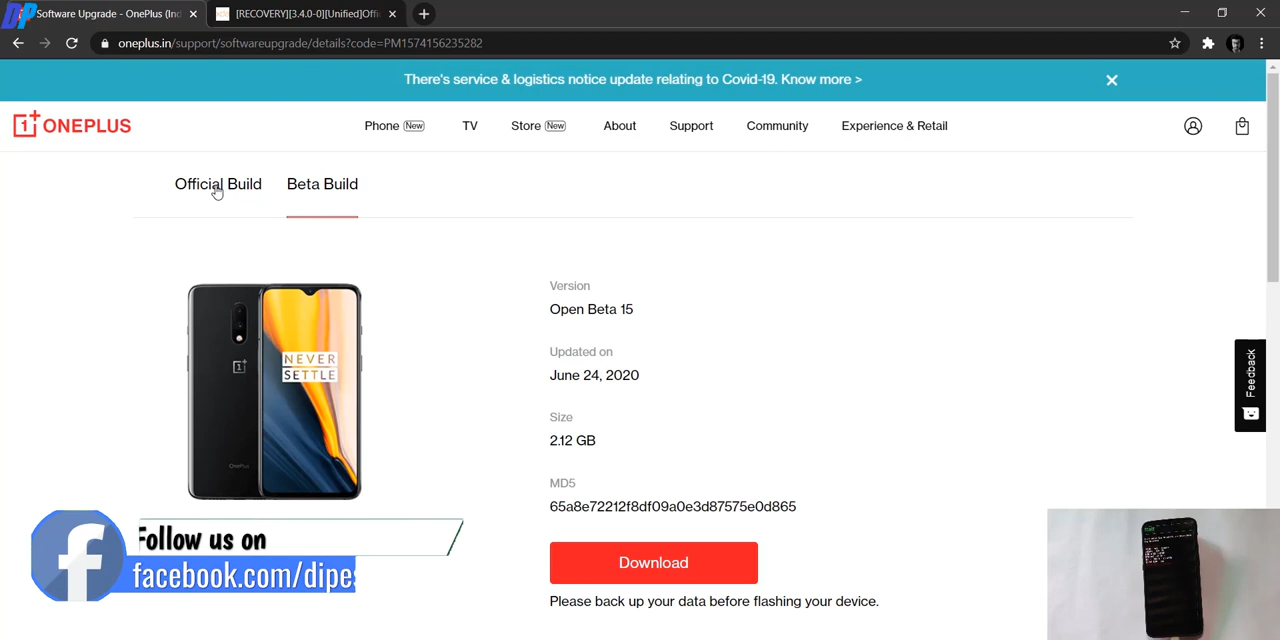 DP
Software Upgrade - OnePlus (Ind
[RECOVERY][3.4.0-0][Unified]Offi
oneplus.in/support/softwareupgrade/details?code=PM1574156235282
There's service & logistics notice update relating to Covid-19. Know more >
ONEPLUS
Phone New
TV
Store New
About
Support
Community
Experience & Retail
Official Build
Beta Build
Version
Open Beta 15
Updated on
June 24, 2020
Size
2.12 GB
MD5
65a8e72212f8df09a0e3d87575e0d865
Download
Please back up your data before flashing your device.
NEVER
SETTLE
OnePlus
Feedback
Follow us on
facebook.com/dipes